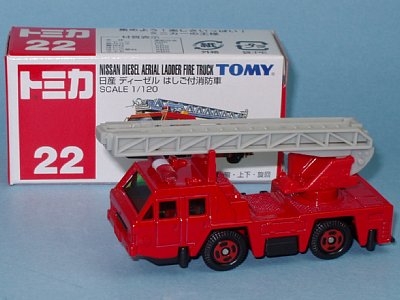 トミカ
22
トミカ
22
NISSAN DIESEL AERIAL LADDER FIRE TRUCK TOMY
日産 ディーゼル はしご付消防車
SCALE 1/120
上下・旋回